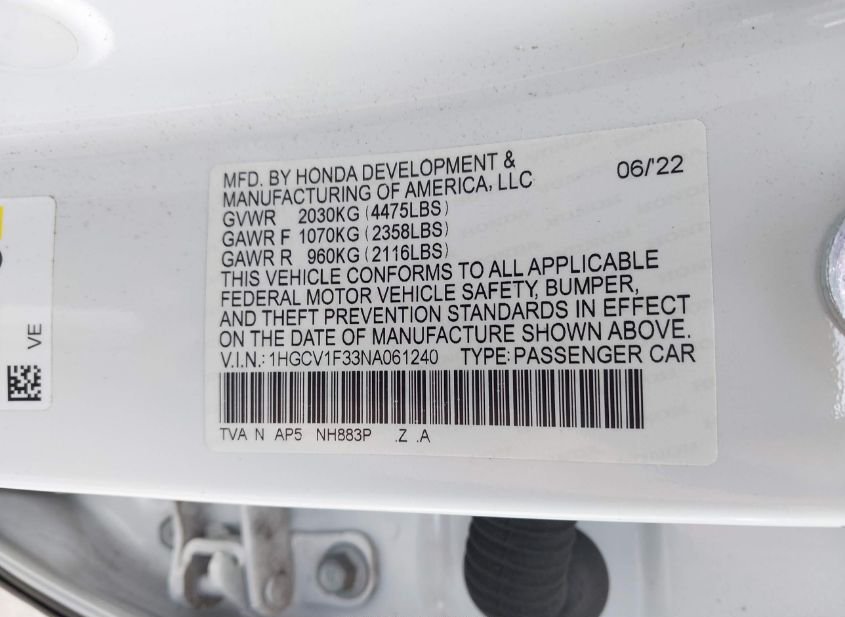 MFD. BY HONDA DEVELOPMENT &
MANUFACTURING OF AMERICA, LLC 06/'22
GVWR 2030KG (4475LBS)
GAWR F 1070KG (2358LBS)
GAWR R 960KG (2116LBS)
THIS VEHICLE CONFORMS TO ALL APPLICABLE
FEDERAL MOTOR VEHICLE SAFETY, BUMPER,
AND THEFT PREVENTION STANDARDS IN EFFECT
ON THE DATE OF MANUFACTURE SHOWN ABOVE.
V.I.N.: 1HGCV1F33NA061240 TYPE: PASSENGER CAR
TVA N AP5 NH883P .Z .A
VE